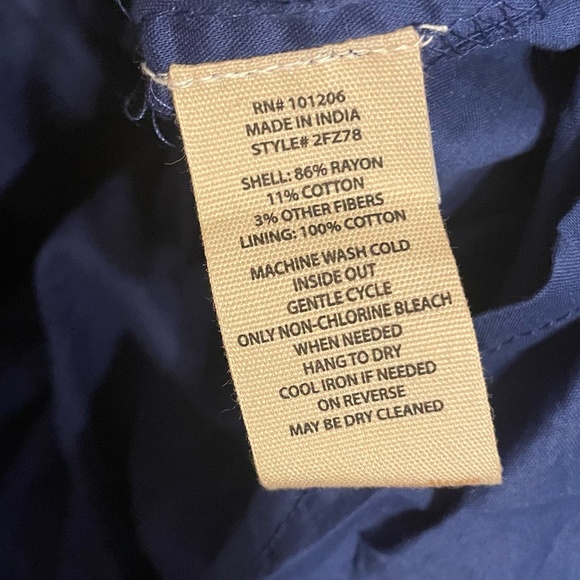 RN# 101206
MADE IN INDIA
STYLE# 2FZ78
SHELL: 86% RAYON
11% COTTON
3% OTHER FIBERS
LINING: 100% COTTON
MACHINE WASH COLD
INSIDE OUT
GENTLE CYCLE
ONLY NON-CHLORINE BLEACH
WHEN NEEDED
HANG TO DRY
COOL IRON IF NEEDED
ON REVERSE
MAY BE DRY CLEANED